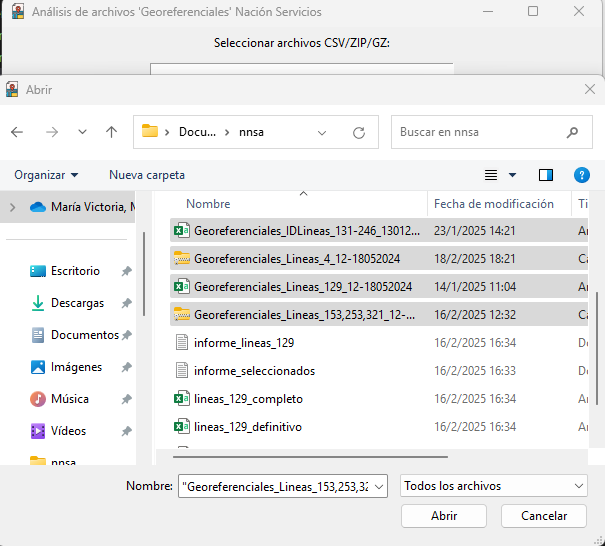 Análisis de archivos 'Georeferenciales' Nación Servicios
Seleccionar archivos CSV/ZIP/GZ:
Abrir
Docu... nnsa
Buscar en nnsa
Organizar Nueva carpeta
María Victoria, M
Escritorio
Descargas
Documentos
Imágenes
Música
Vídeos
nnsa
Nombre Fecha de modificación Ti
Georeferenciales_IDLineas_131-246_13012... 23/1/2025 14:21 Ar
Georeferenciales_Lineas_4_12-18052024 18/2/2025 18:21 Ca
Georeferenciales_Lineas_129_12-18052024 14/1/2025 11:04 Ar
Georeferenciales_Lineas_153,253,321_12-... 16/2/2025 12:32 Ca
informe_lineas_129 16/2/2025 16:34 Do
informe_seleccionados 16/2/2025 16:33 Do
lineas_129_completo 16/2/2025 16:34 Ar
lineas_129_definitivo 16/2/2025 16:34 Ar
Nombre: "Georeferenciales_Lineas_153,253,32 Todos los archivos
Abrir Cancelar